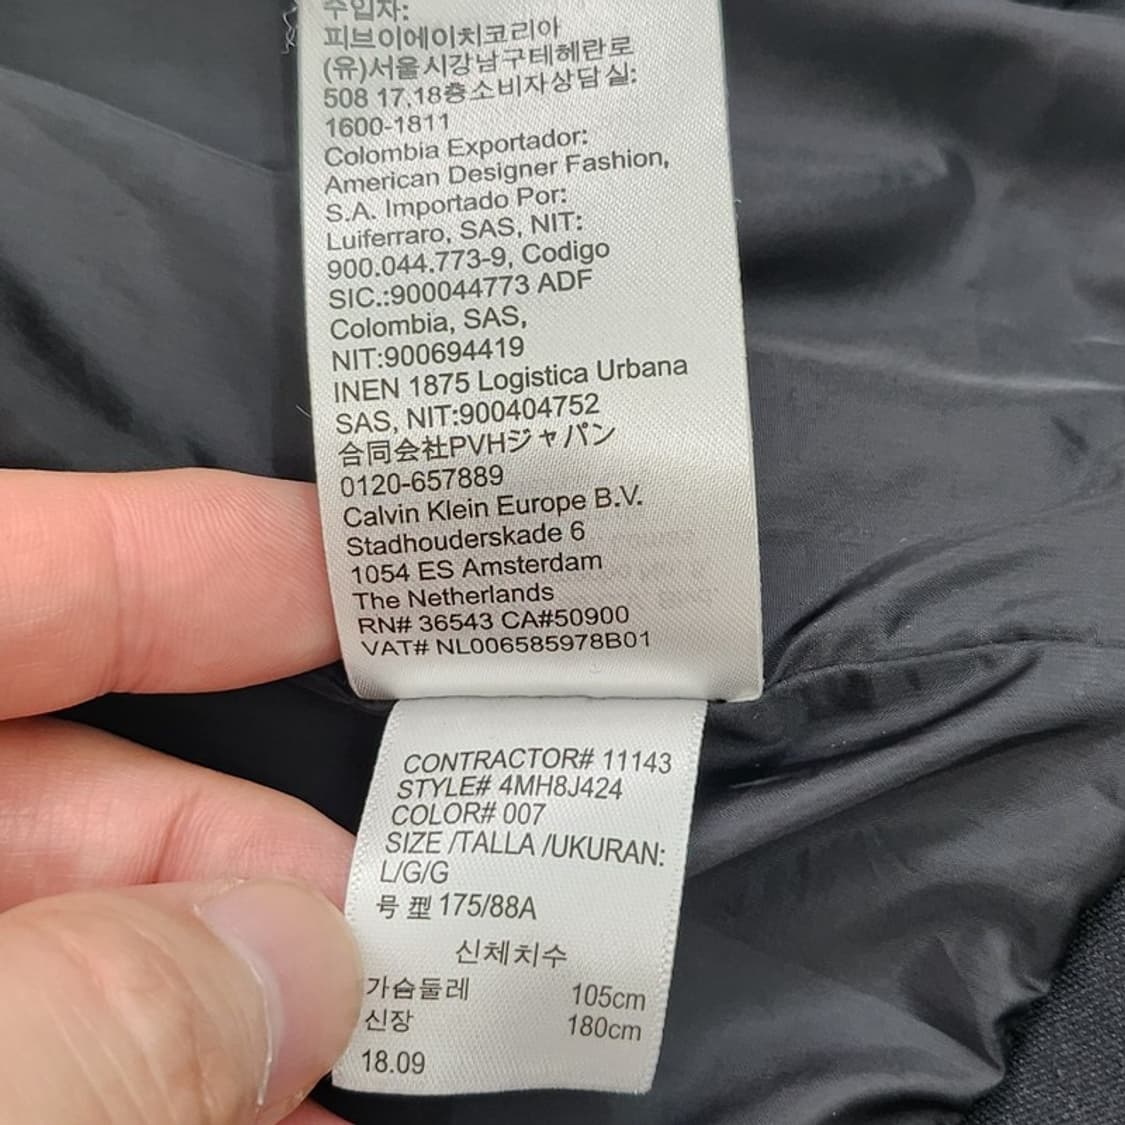 수입자:
피브이에이치코리아
(유)서울시강남구테헤란로
508 17,18층소비자상담실:
1600-1811
Colombia Exportador:
American Designer Fashion,
S.A. Importado Por:
Luiferraro, SAS, NIT:
900.044.773-9, Codigo
SIC.:900044773 ADF
Colombia, SAS,
NIT:900694419
INEN 1875 Logistica Urbana
SAS, NIT:900404752
合同会社PVHジャパン
0120-657889
Calvin Klein Europe B.V.
Stadhouderskade 6
1054 ES Amsterdam
The Netherlands
RN# 36543 CA#50900
VAT# NL006585978B01
CONTRACTOR# 11143
STYLE# 4MH8J424
COLOR# 007
SIZE /TALLA /UKURAN:
L/G/G
号型 175/88A
신체치수
가슴둘레 105cm
신장 180cm
18.09